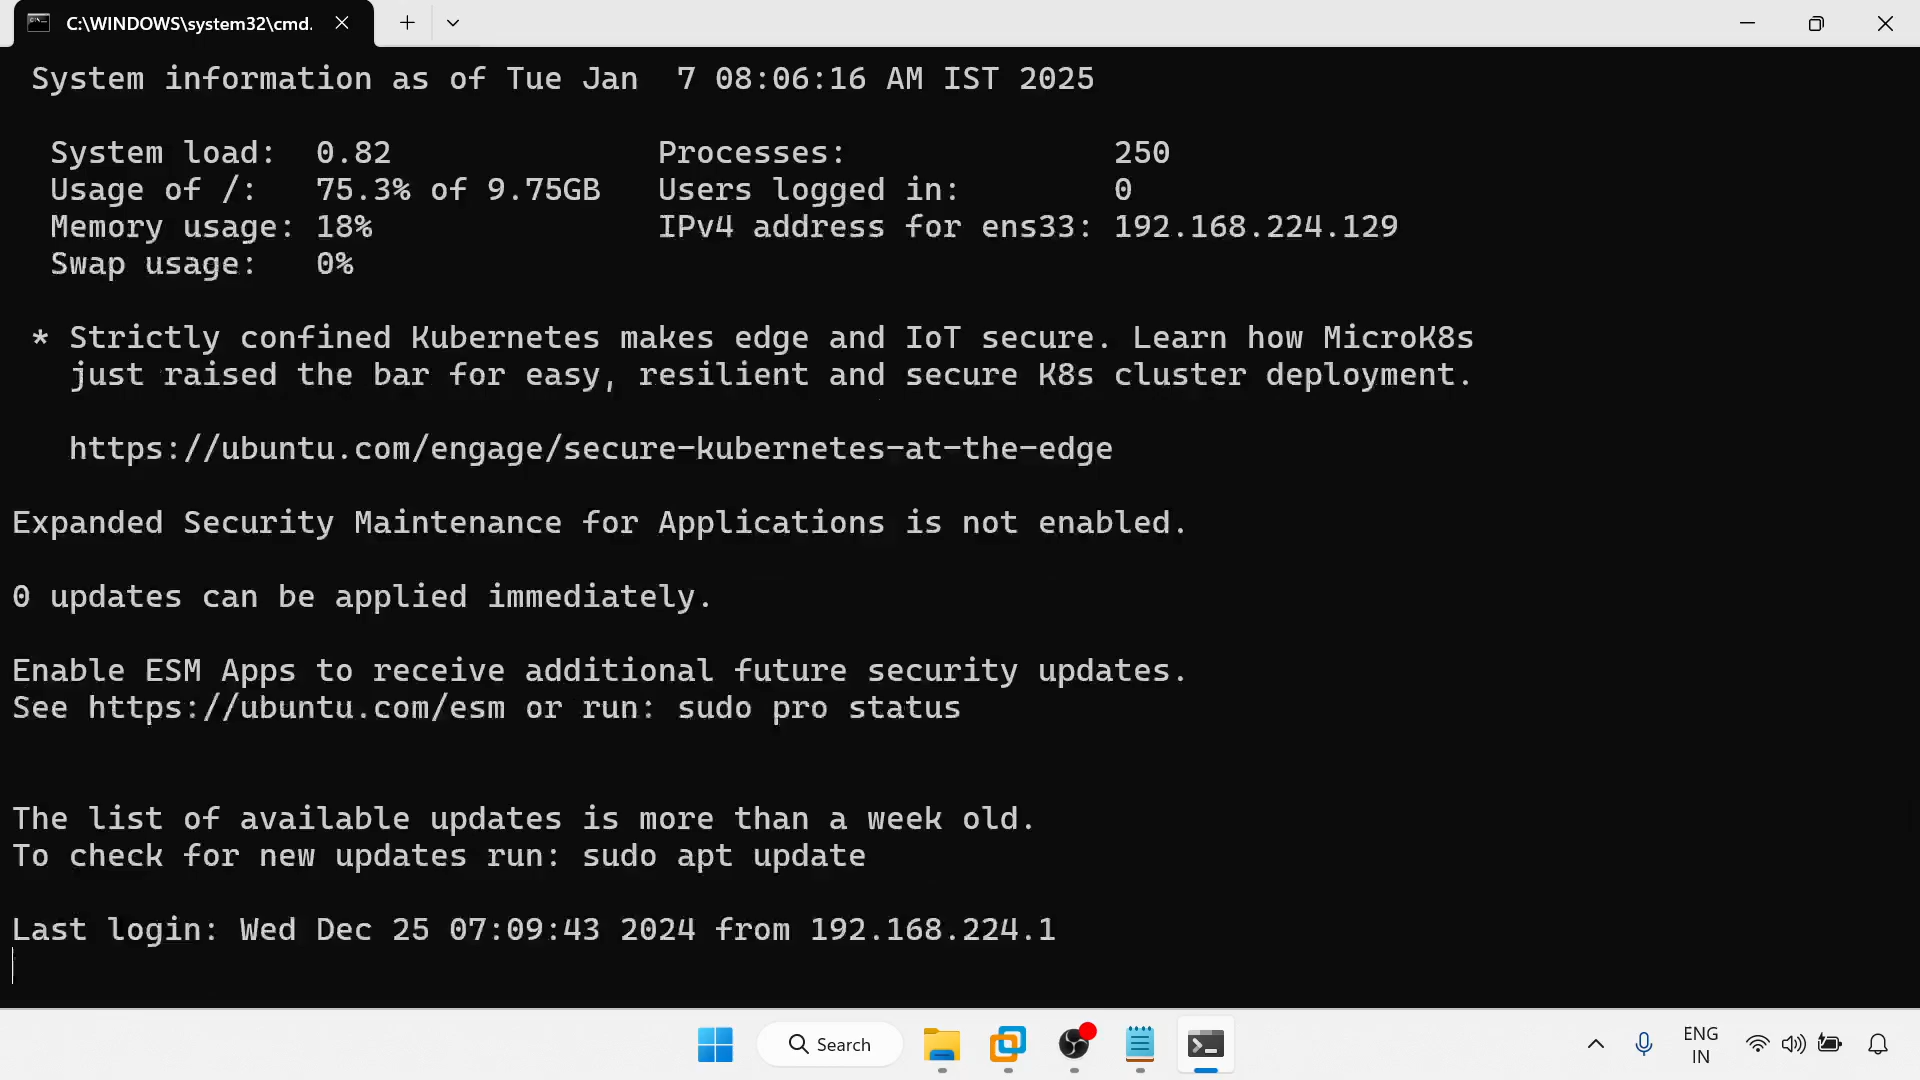 C:\WINDOWS\system32\cmd.
System information as of Tue Jan  7 08:06:16 AM IST 2025
System load:  0.82    Processes:    250
Usage of /:   75.3% of 9.75GB   Users logged in:    0
Memory usage: 18%    IPv4 address for ens33: 192.168.224.129
Swap usage:   0%
* Strictly confined Kubernetes makes edge and IoT secure. Learn how MicroK8s
just raised the bar for easy, resilient and secure K8s cluster deployment.
https://ubuntu.com/engage/secure-kubernetes-at-the-edge
Expanded Security Maintenance for Applications is not enabled.
0 updates can be applied immediately.
Enable ESM Apps to receive additional future security updates.
See https://ubuntu.com/esm or run: sudo pro status
The list of available updates is more than a week old.
To check for new updates run: sudo apt update
Last login: Wed Dec 25 07:09:43 2024 from 192.168.224.1
Search
ENG
IN